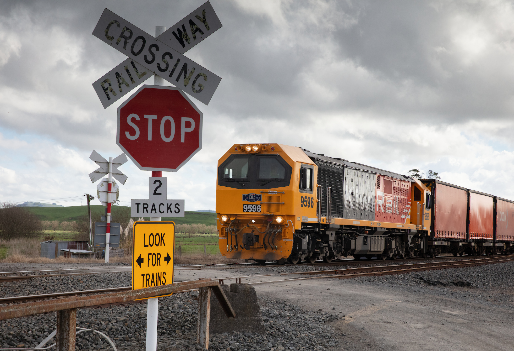 RAILWAY
CROSSING
STOP
2
TRACKS
LOOK
FOR
TRAINS
9596
9596